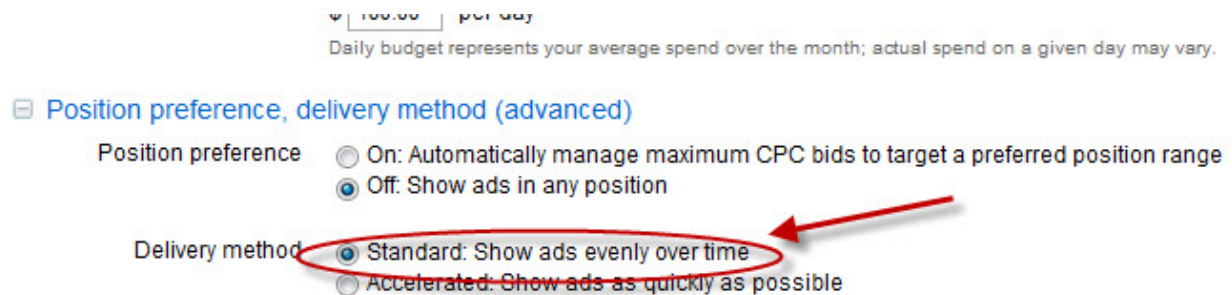 $ 100.00 per day
Daily budget represents your average spend over the month; actual spend on a given day may vary.
Position preference, delivery method (advanced)
Position preference On: Automatically manage maximum CPC bids to target a preferred position range
Off: Show ads in any position
Delivery method Standard: Show ads evenly over time
Accelerated: Show ads as quickly as possible